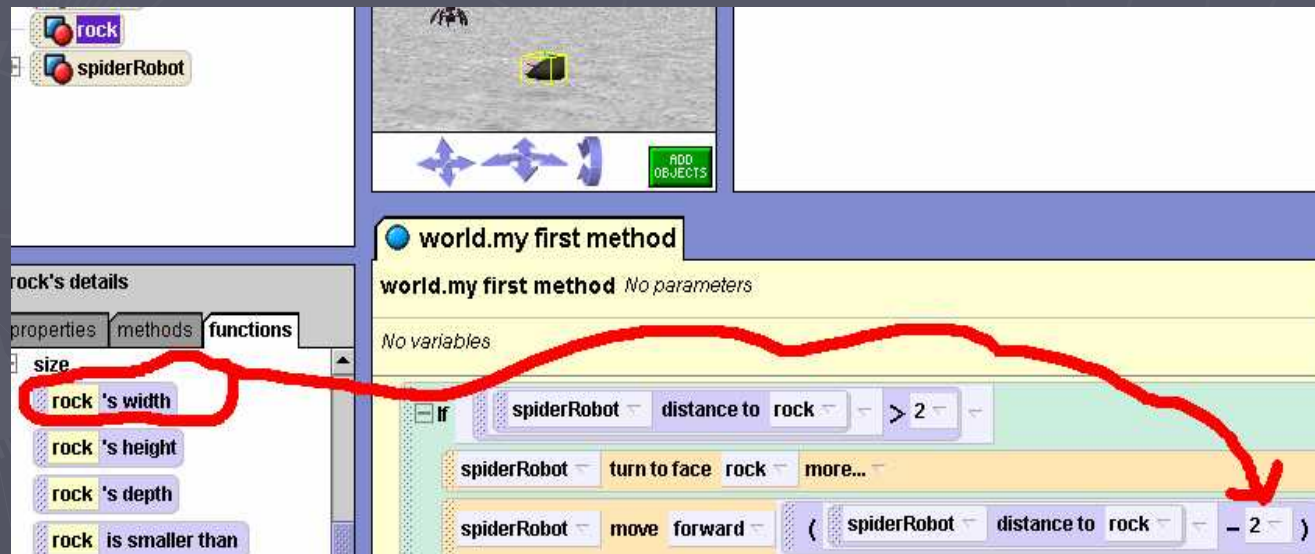 rock
spiderRobot
ADD
OBJECTS
world.my first method
rock's details
properties methods functions
size
rock 's width
rock 's height
rock 's depth
rock is smaller than
world.my first method No parameters
No variables
If spiderRobot distance to rock > 2
spiderRobot turn to face rock more...
spiderRobot move forward ( spiderRobot distance to rock – 2 )